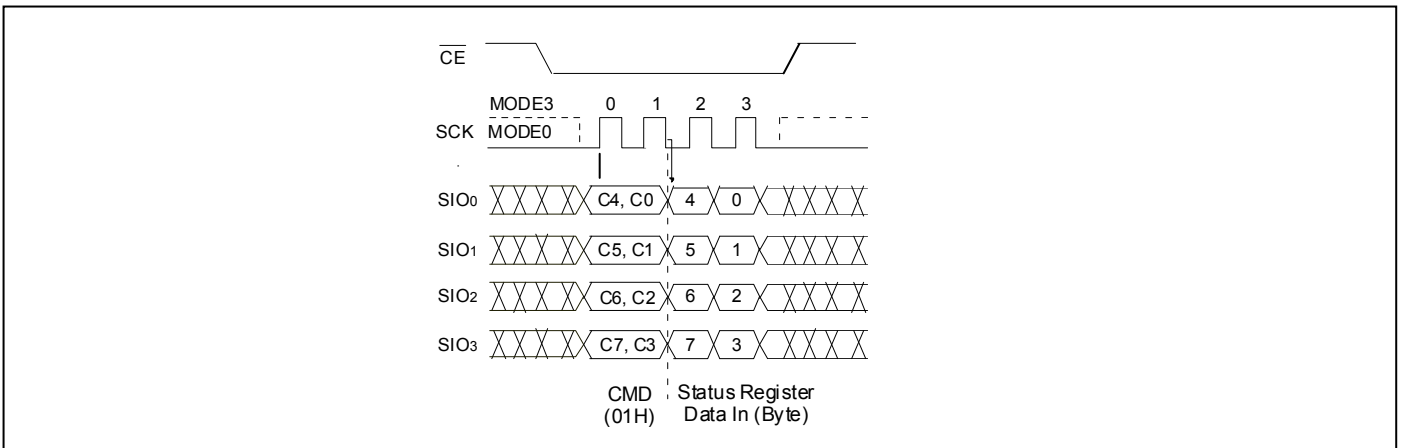 CE
MODE3 0 1 2 3
SCK MODE0
SIO0 C4, C0 4 0
SIO1 C5, C1 5 1
SIO2 C6, C2 6 2
SIO3 C7, C3 7 3
CMD Status Register
(01H) Data In (Byte)